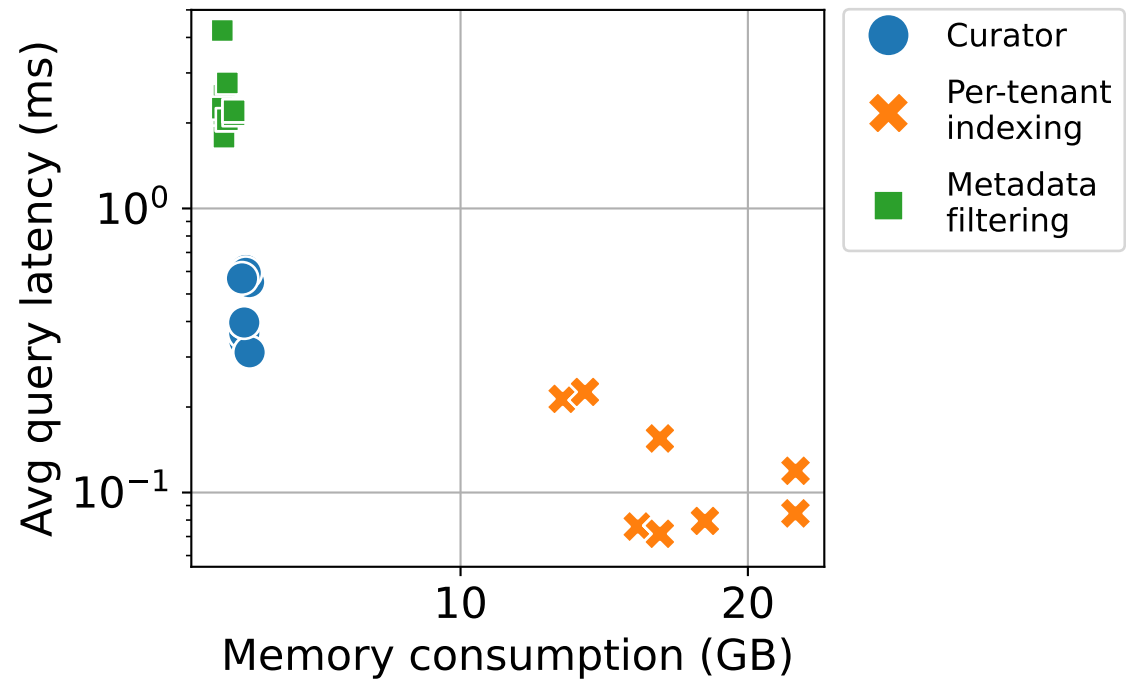 Avg query latency (ms)
10⁰
10⁻¹
10
20
Memory consumption (GB)
Curator
Per-tenant
indexing
Metadata
filtering